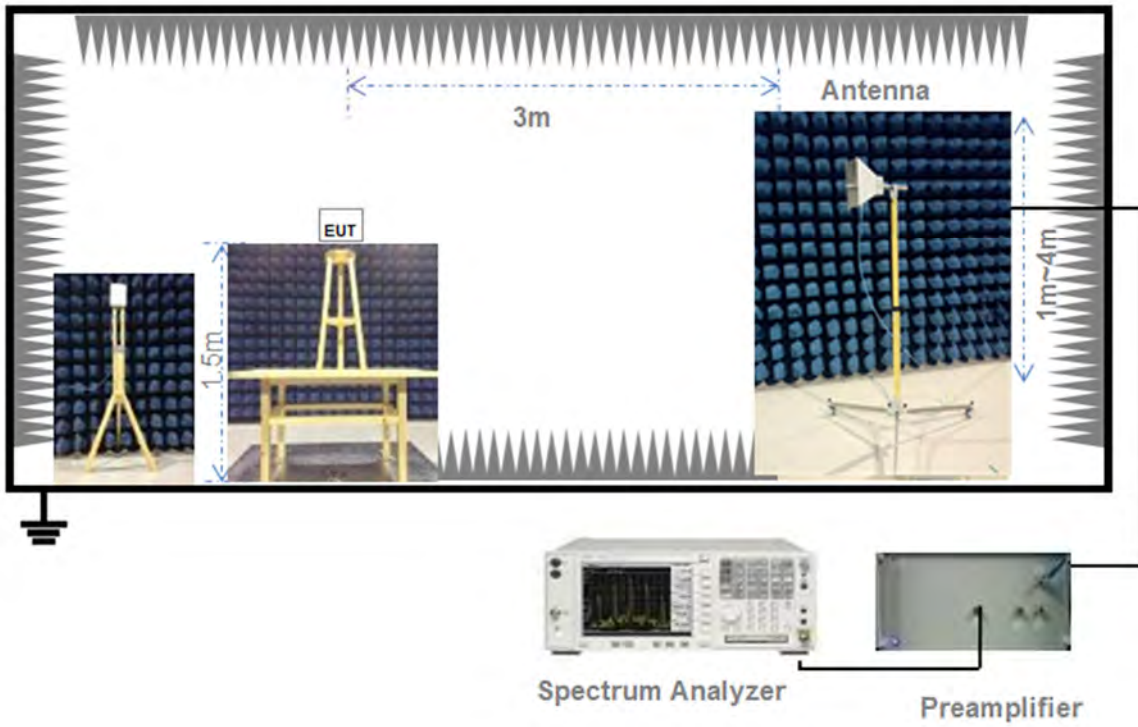 Antenna
3m
EUT
1.5m
1m~4m
Spectrum Analyzer
Preamplifier